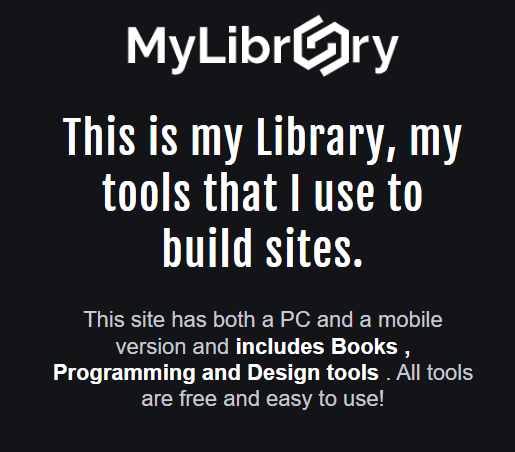 MyLibrary
This is my Library, my
tools that I use to
build sites.
This site has both a PC and a mobile
version and includes Books ,
Programming and Design tools . All tools
are free and easy to use!